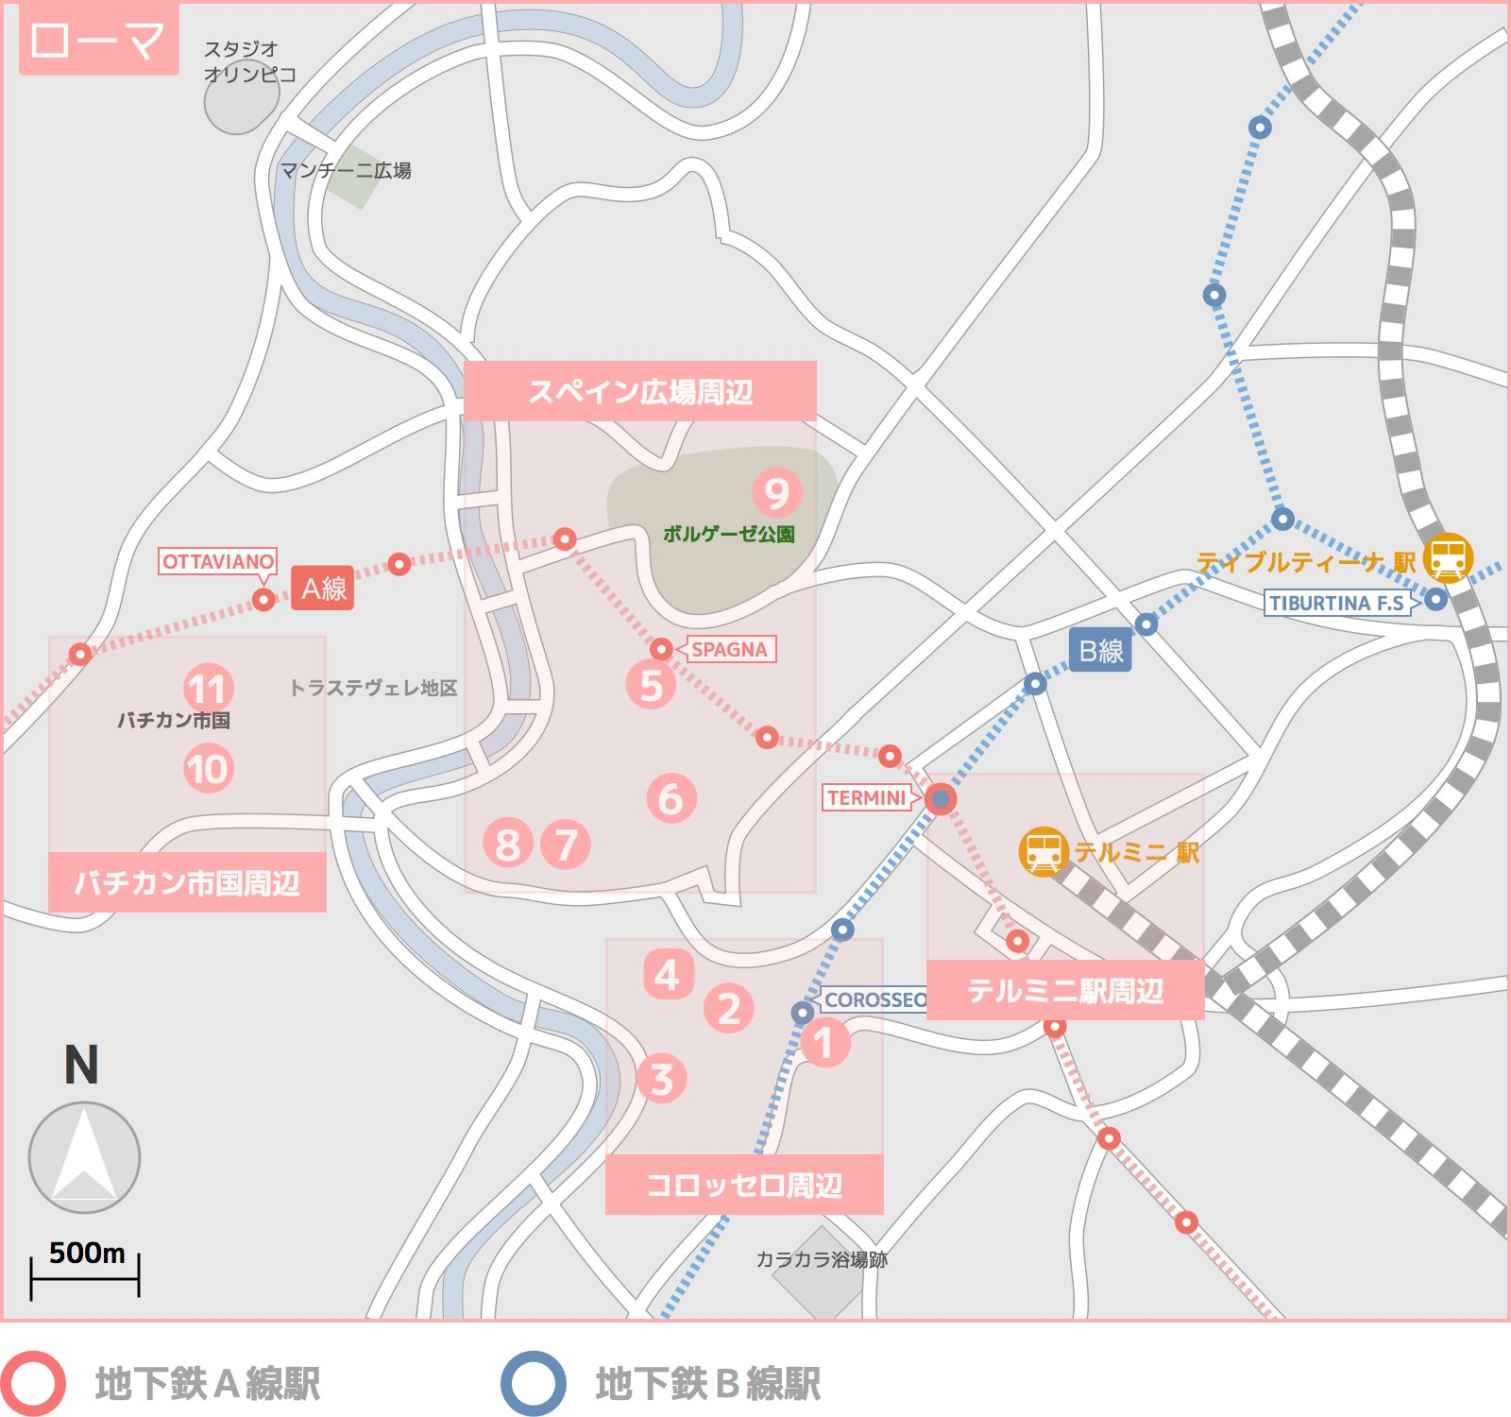 ローマ
スタジオ
オリンピコ
マンチーニ広場
スペイン広場周辺
9
ボルゲーゼ公園
OTTAVIANO
A線
ティブルティーナ 駅
TIBURTINA F.S
SPAGNA
B線
5
11
トラステヴェレ地区
バチカン市国
10
6
TERMINI
8
7
テルミニ 駅
バチカン市国周辺
4
2
COROSSEO
テルミニ駅周辺
1
3
N
コロッセロ周辺
500m
カラカラ浴場跡
地下鉄A線駅
地下鉄B線駅